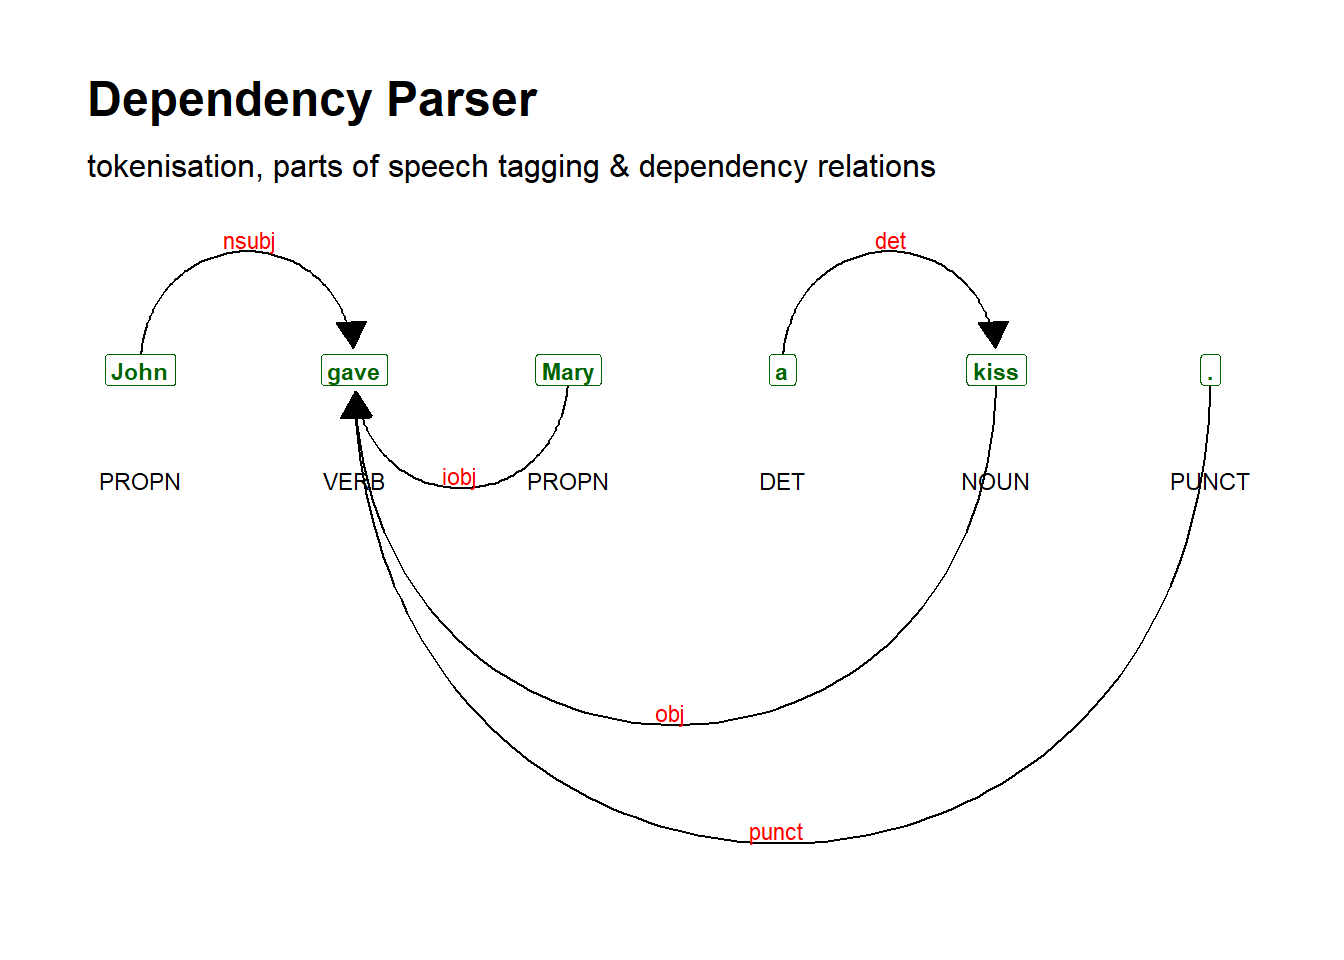 Dependency Parser
tokenisation, parts of speech tagging & dependency relations
nsubj det
John gave Mary a kiss .
iobj
PROPN VERB PROPN DET NOUN PUNCT
obj
punct